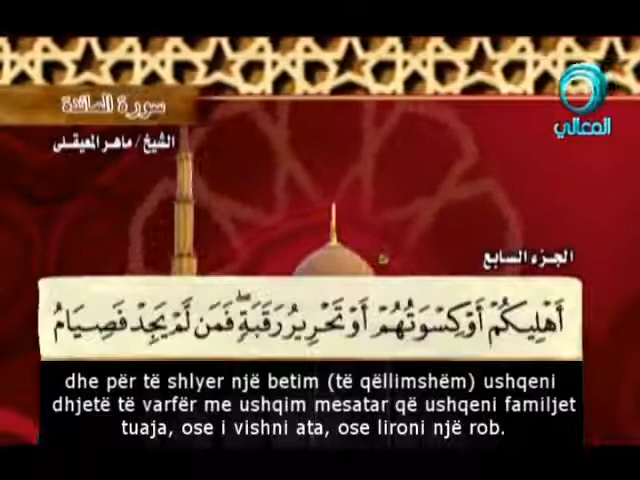 سورة المائدة
المعالي
الشيخ / ماهر المعيقلي
الجزء السابع
أَهْلِيكُمْ أَوْ كِسْوَتُهُمْ أَوْ تَحْرِيرُ رَقَبَةٍ ۖ فَمَن لَّمْ يَجِدْ فَصِيَامُ
dhe për të shlyer një betim (të qëllimshëm) ushqeni
dhjetë të varfër me ushqim mesatar që ushqeni familjet
tuaja, ose i vishni ata, ose lironi një rob.